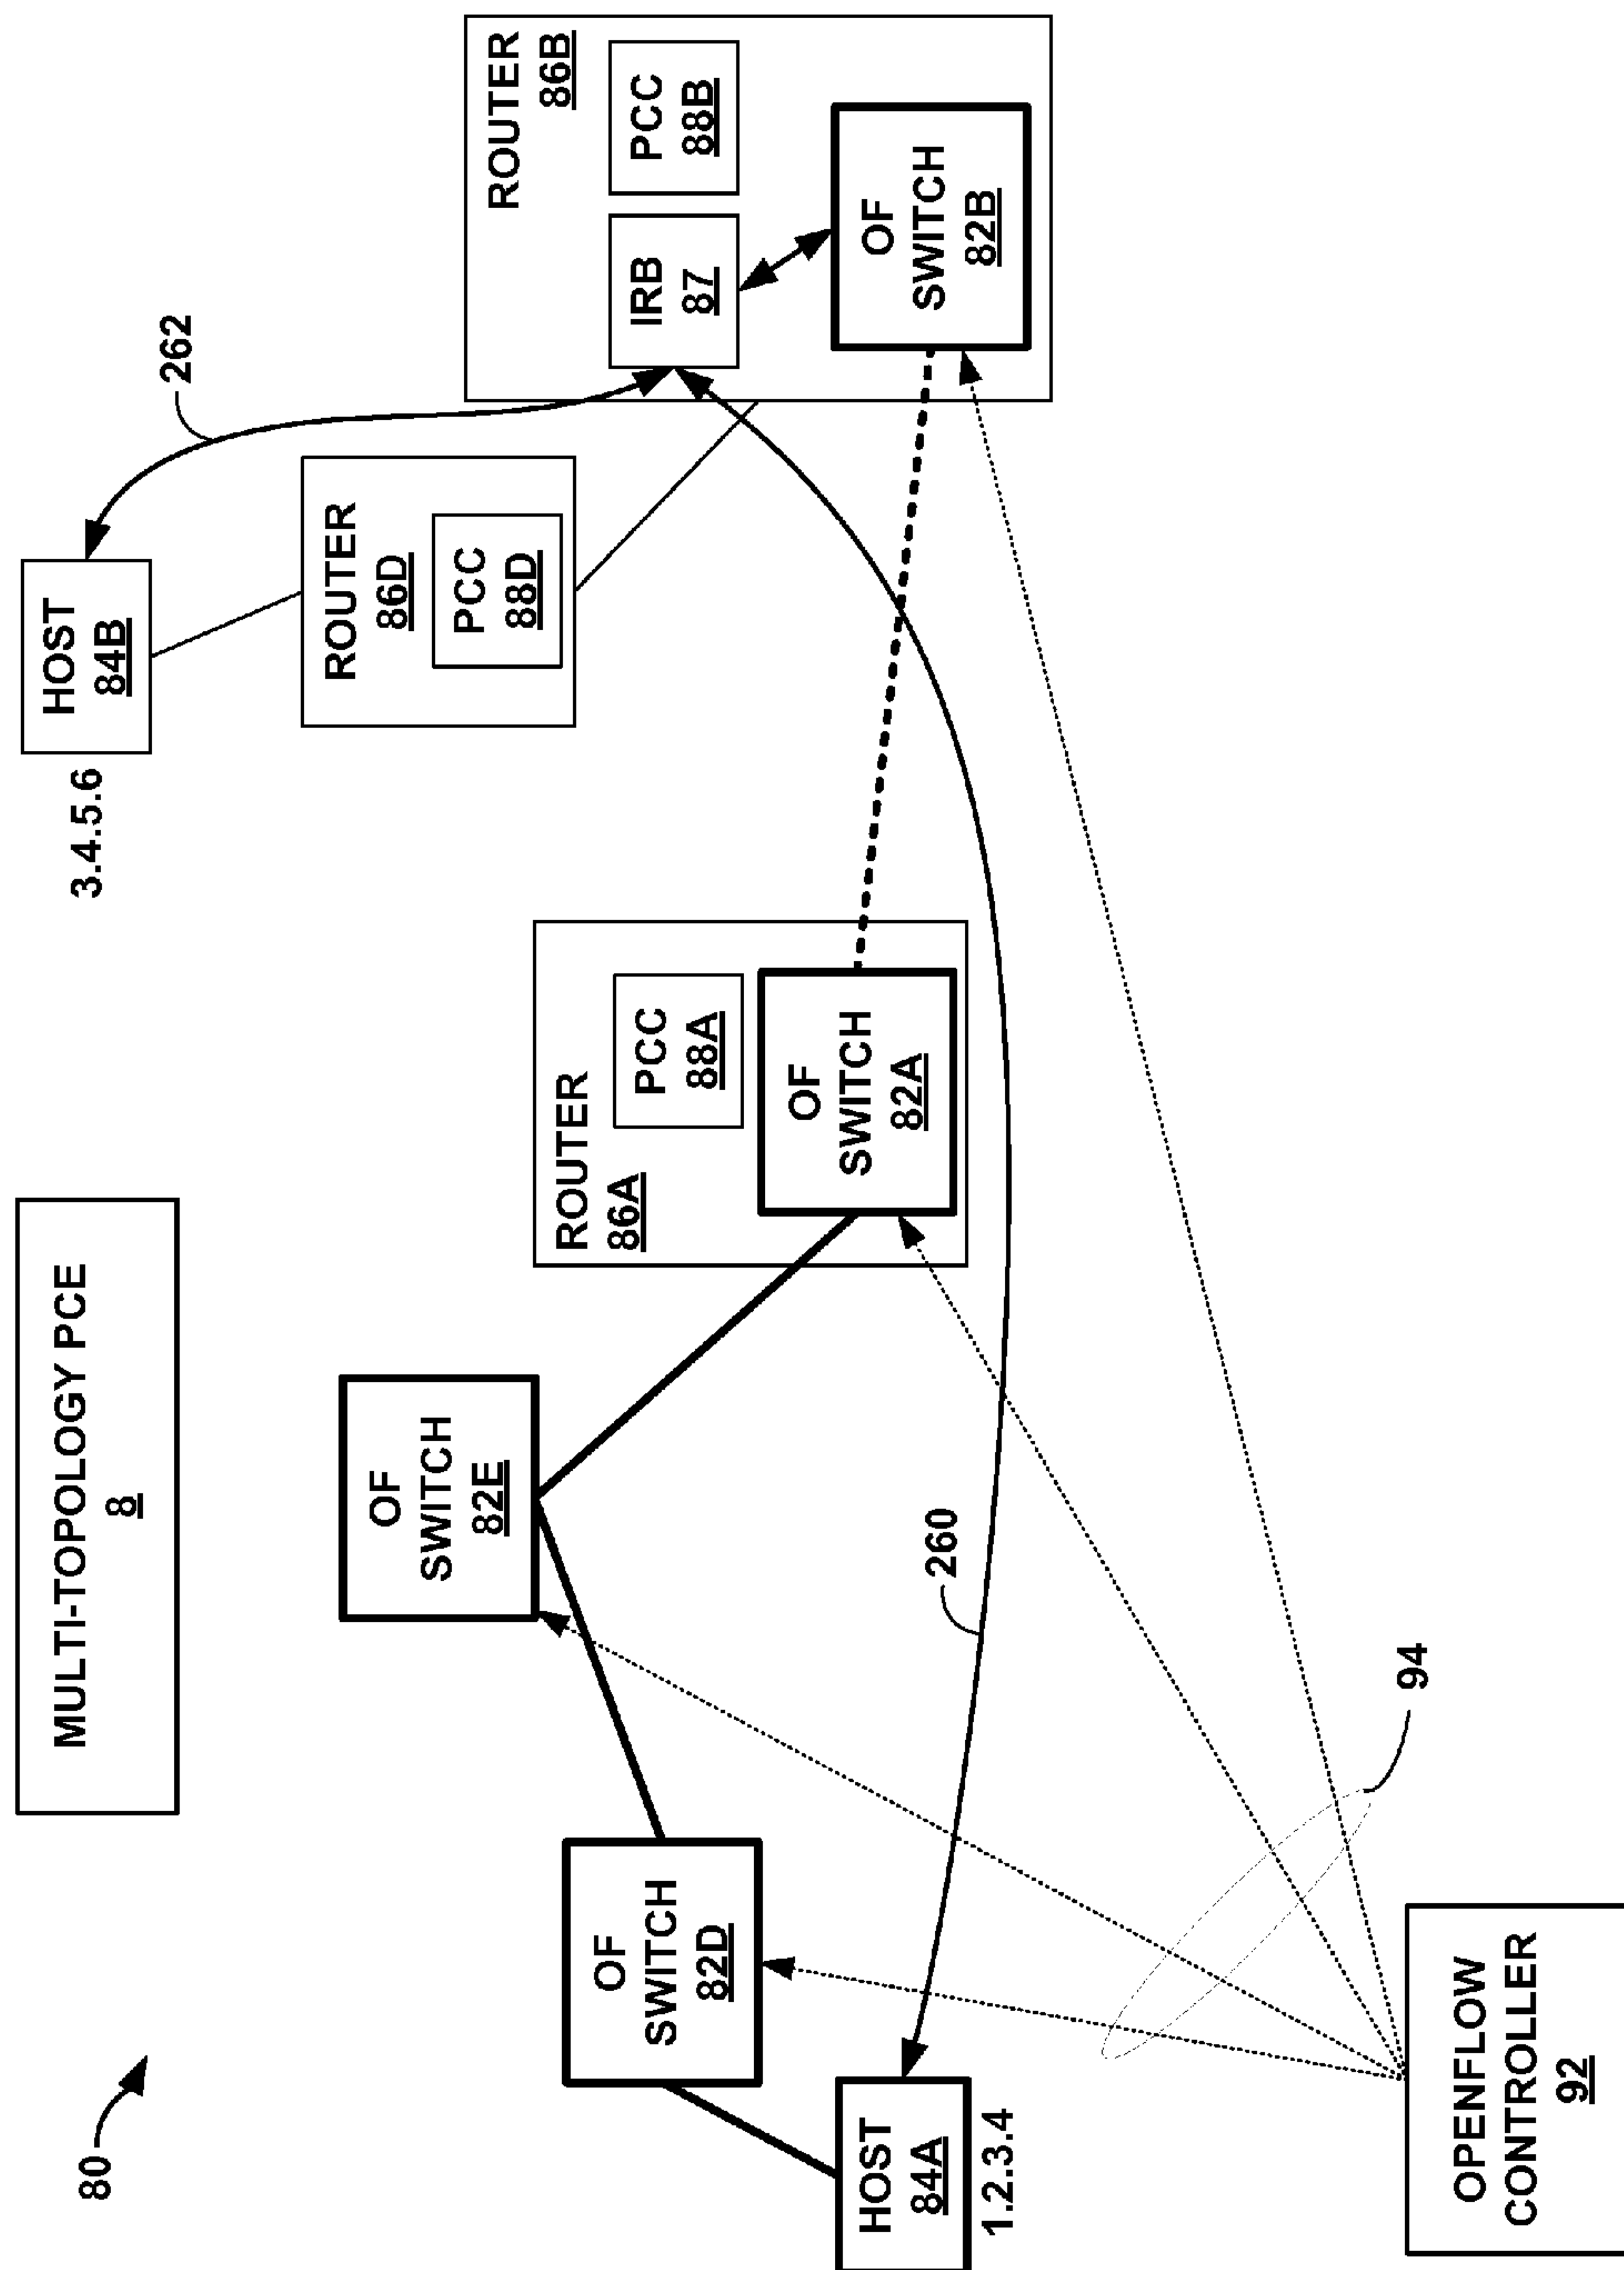 80
MULTI-TOPOLOGY PCE
8
HOST
84B
3.4.5.6
262
ROUTER
86D
PCC
88D
OF
SWITCH
82E
ROUTER
86B
IRB
87
PCC
88B
OF
SWITCH
82B
ROUTER
86A
PCC
88A
OF
SWITCH
82A
OF
SWITCH
82D
HOST
84A
1.2.3.4
260
94
OPENFLOW
CONTROLLER
92